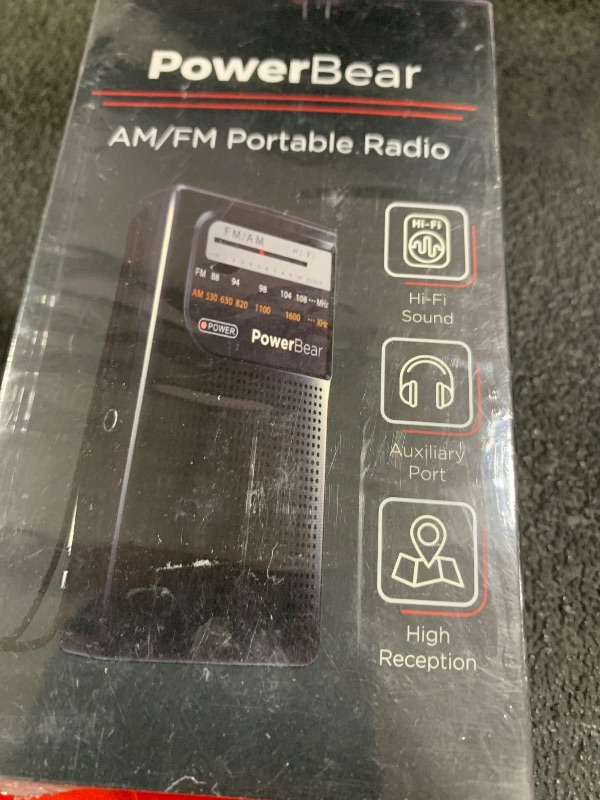 PowerBear
AM/FM Portable Radio
FM/AM Hi-Fi
FM 88 94 98 104 108 ··· MHz
AM 530 630 820 1100 1600 ··· KHz
POWER
PowerBear
Hi-Fi
Hi-Fi
Sound
Auxiliary
Port
High
Reception